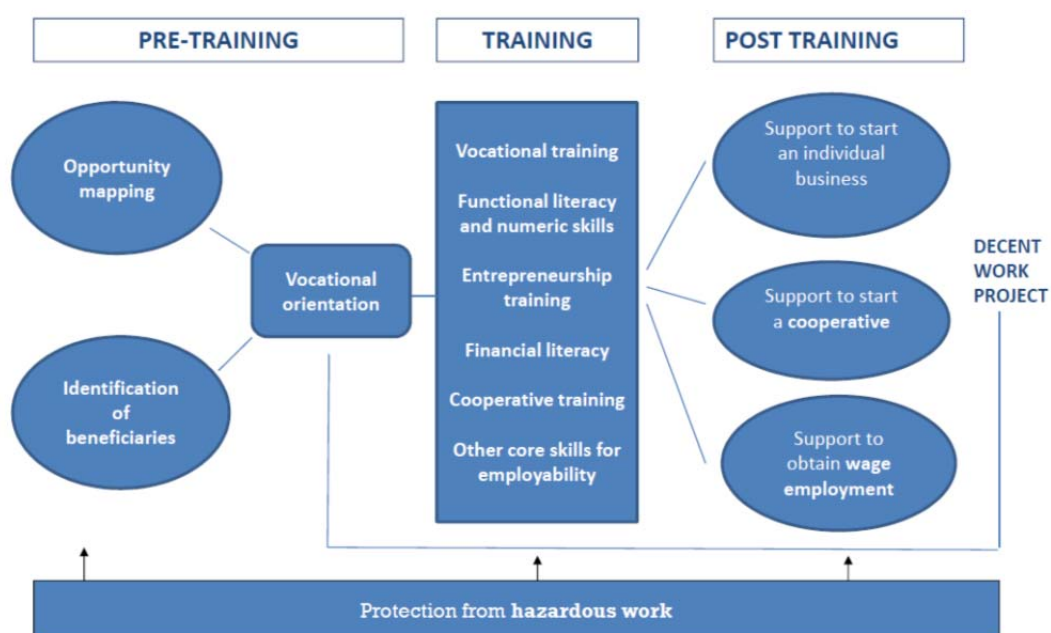 PRE-TRAINING
TRAINING
POST TRAINING
Opportunity
mapping
Identification
of
beneficiaries
Vocational
orientation
Vocational training
Functional literacy
and numeric skills
Entrepreneurship
training
Financial literacy
Cooperative training
Other core skills for
employability
Support to start
an individual
business
Support to start
a cooperative
Support to
obtain wage
employment
DECENT
WORK
PROJECT
Protection from hazardous work